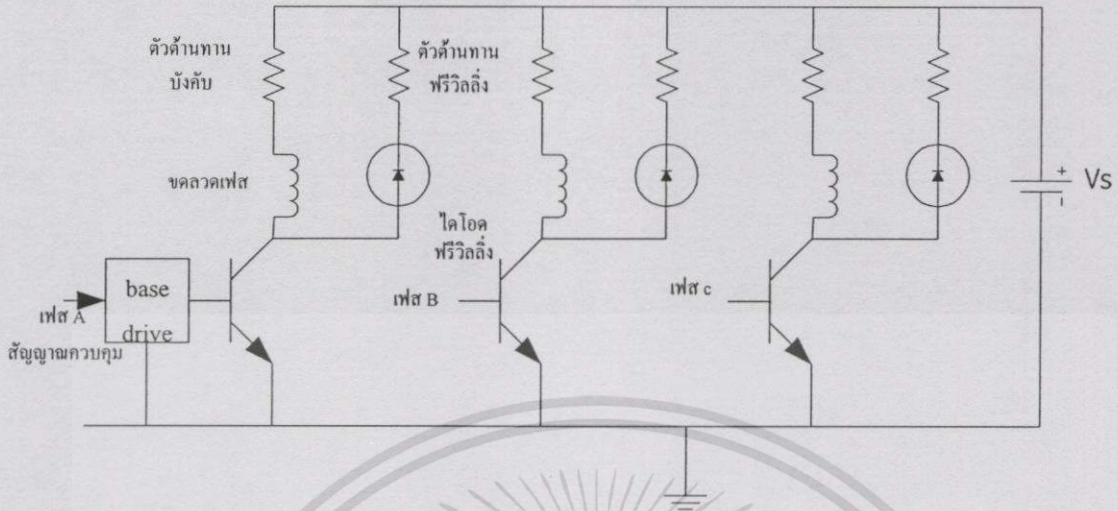 ตัวต้านทาน
บังคับ
ตัวต้านทาน
ฟรีวิลลิ่ง
ขดลวดเฟส
ไดโอด
ฟรีวิลลิ่ง
+
-
Vs
base
drive
เฟส A
สัญญาณควบคุม
เฟส B
เฟส c